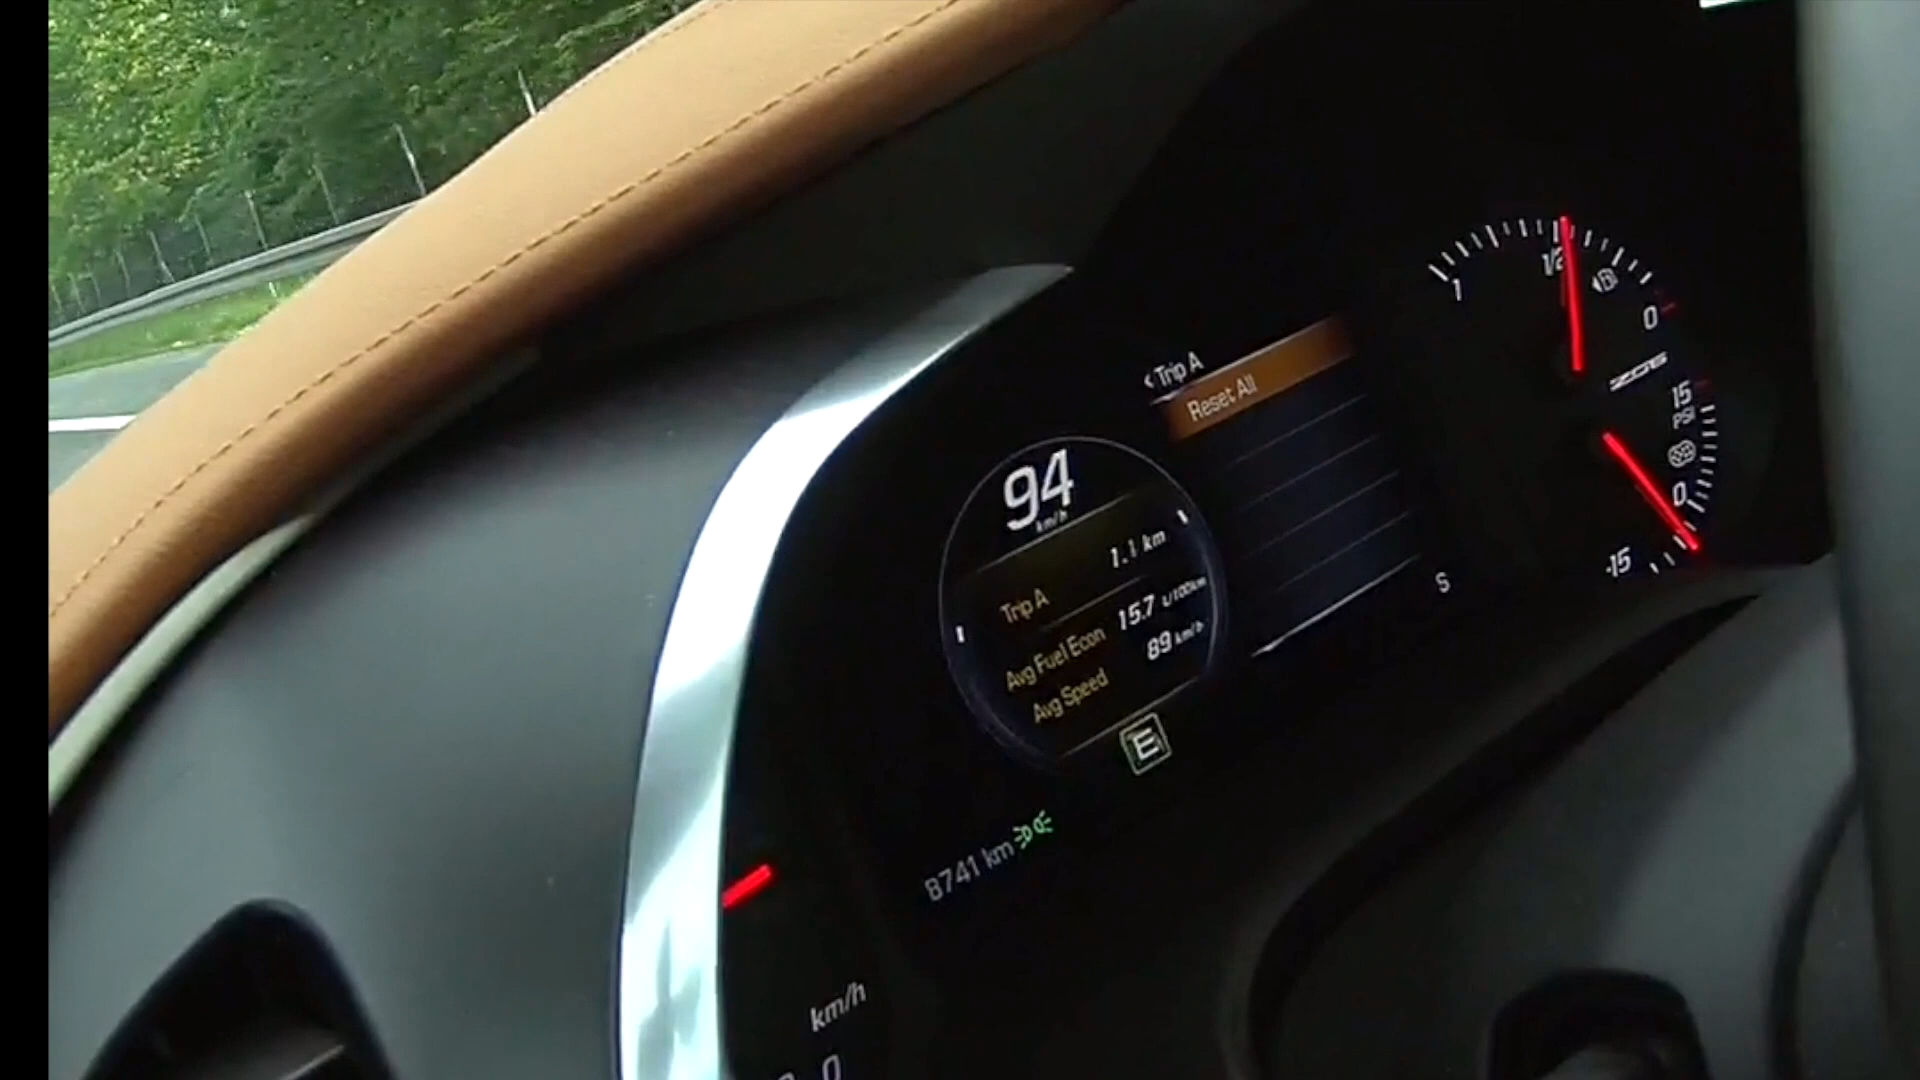 94
km/h
1.1 km
Trip A
Avg Fuel Econ 15.7 L/100km
Avg Speed 89 km/h
E
8741 km
km/h
0
‹ Trip A
Reset All
S
1
1/2
0
Z06
15
PSI
0
-15